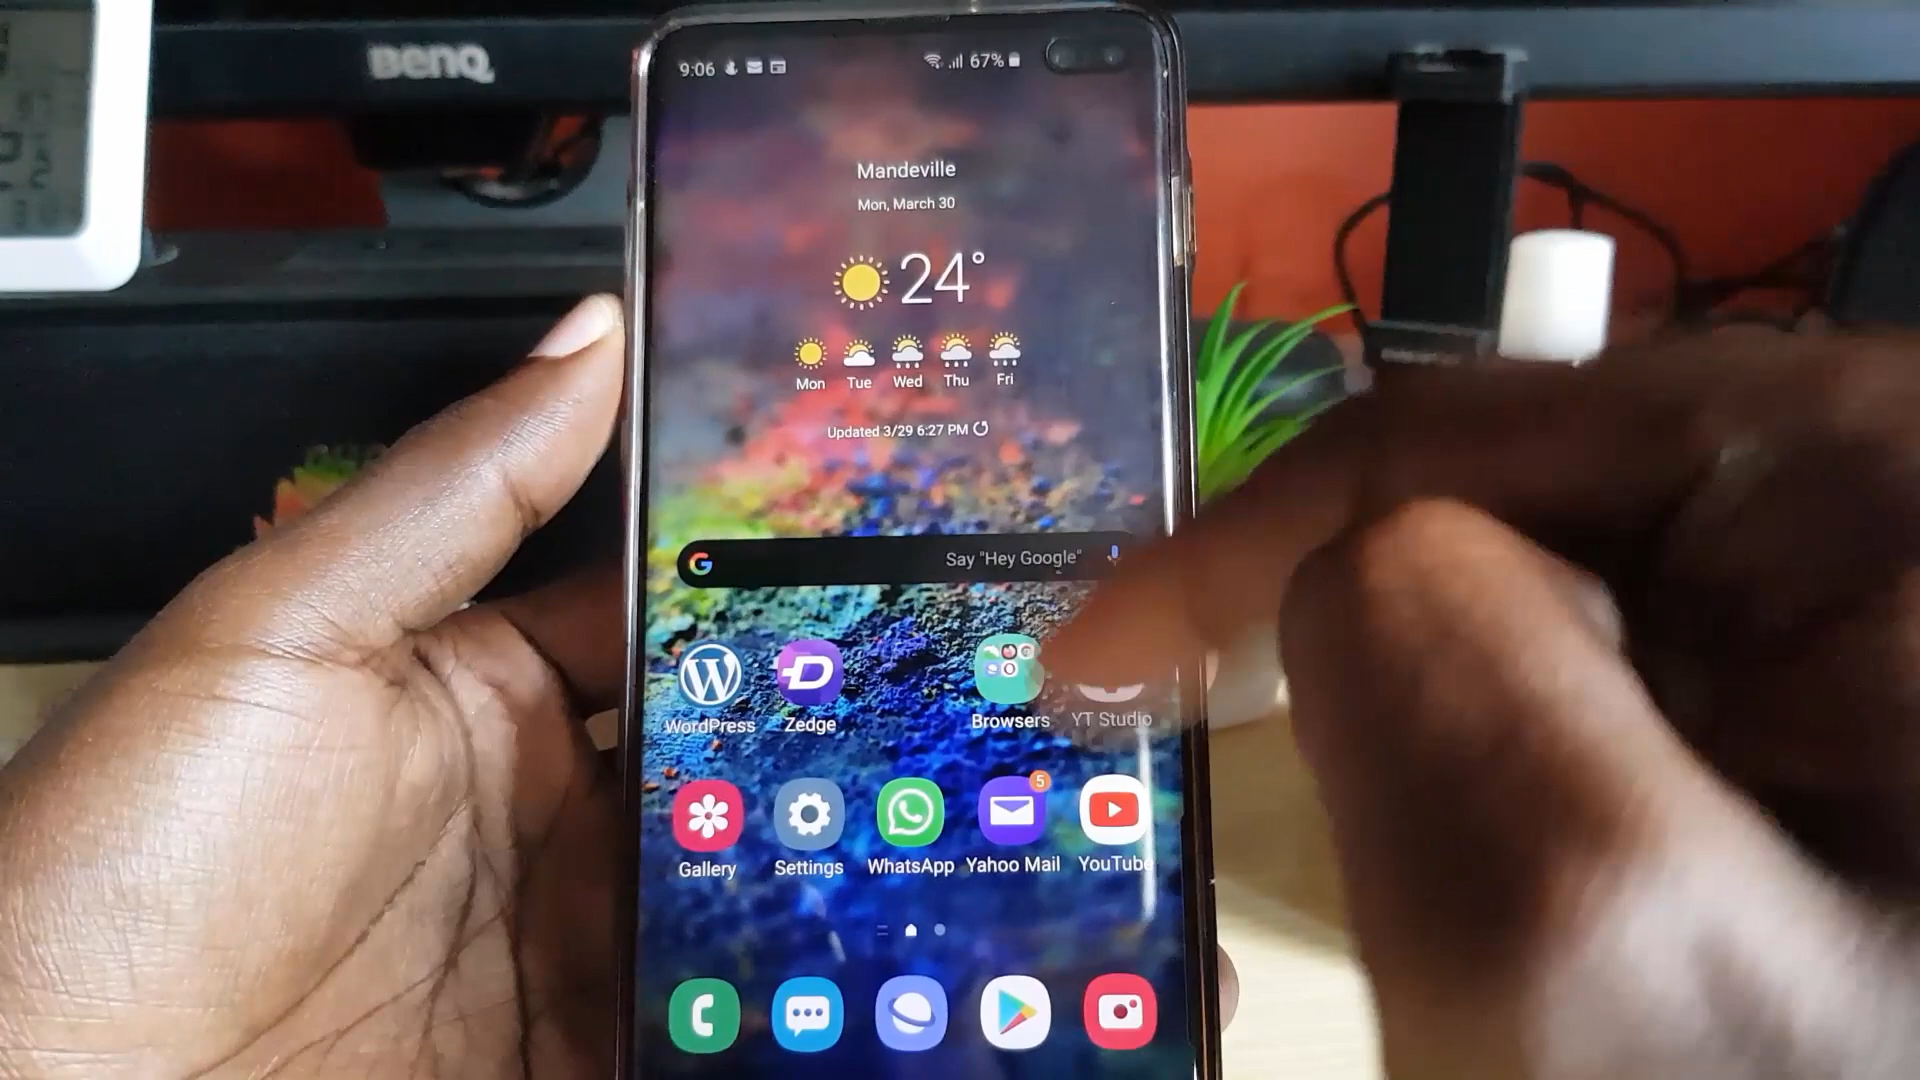 BenQ
9:06 67%
Mandeville
Mon, March 30
24°
Mon Tue Wed Thu Fri
Updated 3/29 6:27 PM
Say "Hey Google"
WordPress Zedge Browsers YT Studio
5
Gallery Settings WhatsApp Yahoo Mail YouTube